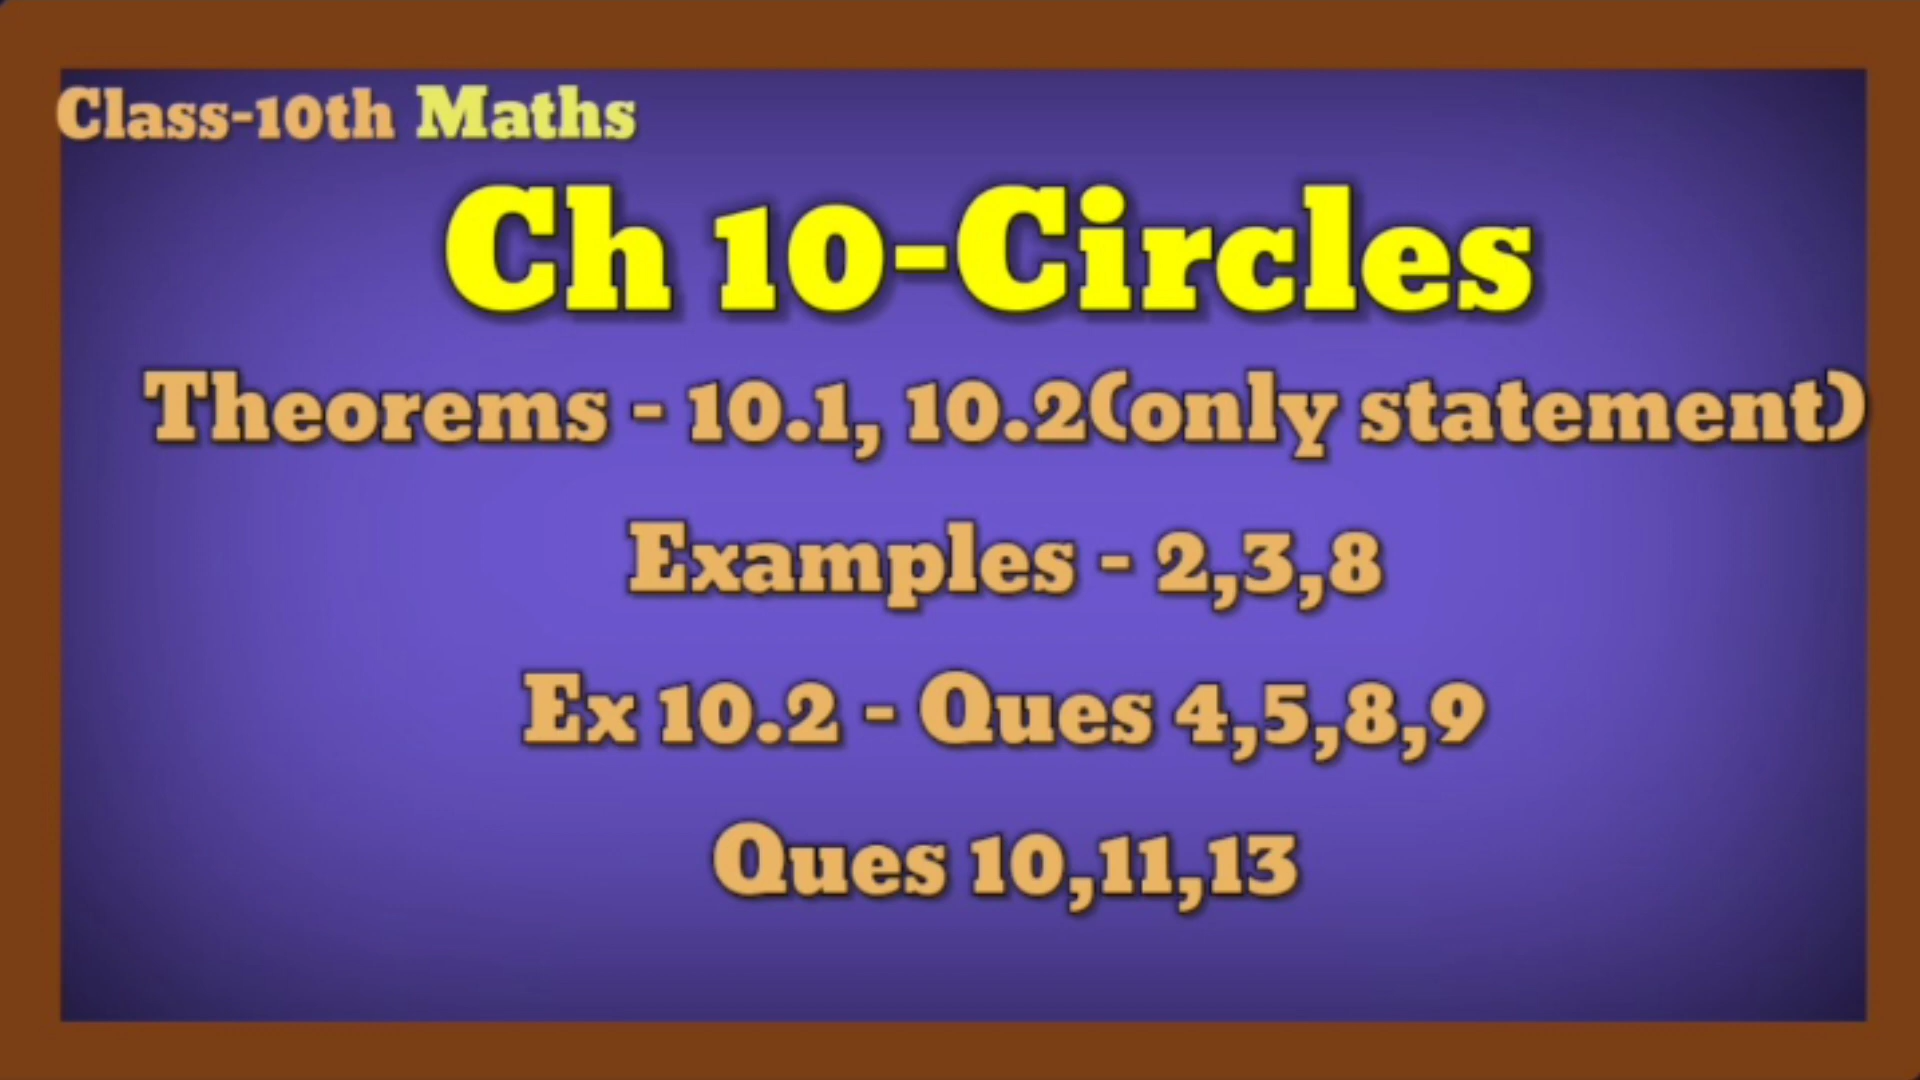 Class-10th Maths
Ch 10-Circles
Theorems - 10.1, 10.2(only statement)
Examples - 2,3,8
Ex 10.2 - Ques 4,5,8,9
Ques 10,11,13